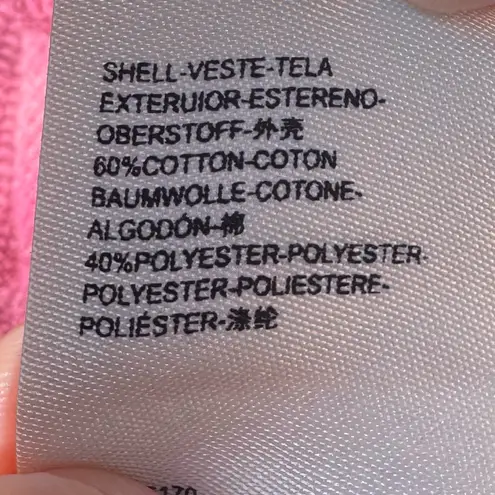 SHELL-VESTE-TELA
EXTERUIOR-ESTERENO-
OBERSTOFF-外壳
60%COTTON-COTON
BAUMWOLLE-COTONE-
ALGODÓN-棉
40%POLYESTER-POLYESTER-
POLYESTER-POLIESTERE-
POLIÉSTER-涤纶